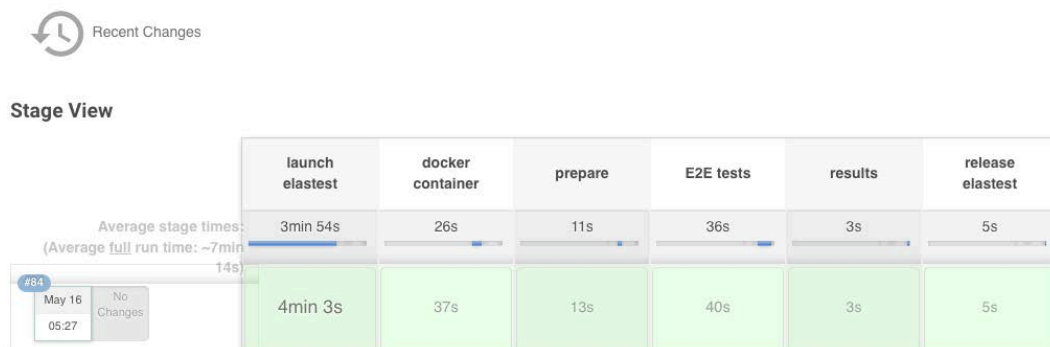 Recent Changes
Stage View
launch elastest
docker container
prepare
E2E tests
results
release elastest
Average stage times:
(Average full run time: ~7min 14s)
3min 54s
26s
11s
36s
3s
5s
#84
May 16
05:27
No Changes
4min 3s
37s
13s
40s
3s
5s